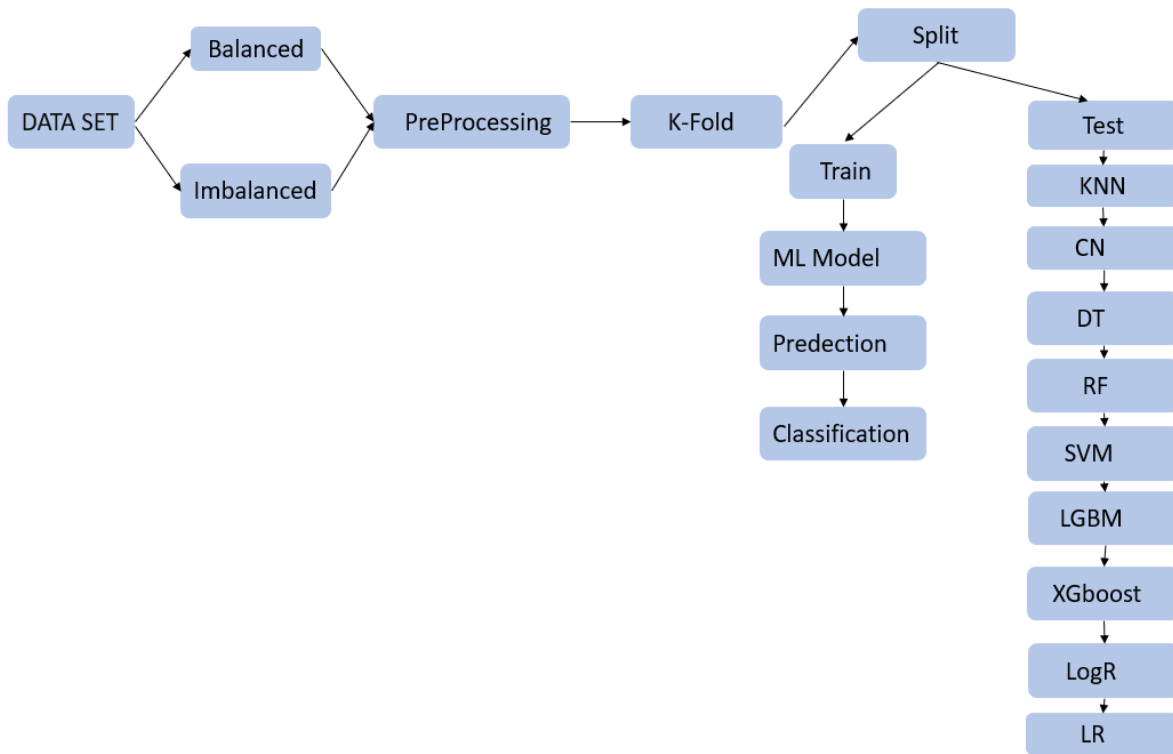 DATA SET
Balanced
Imbalanced
PreProcessing
K-Fold
Split
Train
ML Model
Predection
Classification
Test
KNN
CN
DT
RF
SVM
LGBM
XGboost
LogR
LR